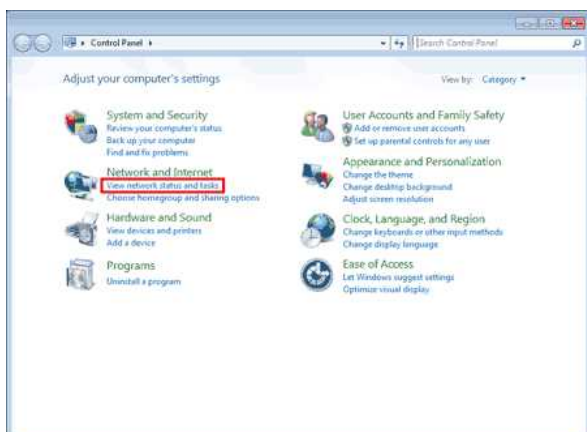 Control Panel
Search Control Panel
Adjust your computer's settings
View by: Category
System and Security
Review your computer's status
Back up your computer
Find and fix problems
Network and Internet
View network status and tasks
Choose homegroup and sharing options
Hardware and Sound
View devices and printers
Add a device
Programs
Uninstall a program
User Accounts and Family Safety
Add or remove user accounts
Set up parental controls for any user
Appearance and Personalization
Change the theme
Change desktop background
Adjust screen resolution
Clock, Language, and Region
Change keyboards or other input methods
Change display language
Ease of Access
Let Windows suggest settings
Optimize visual display